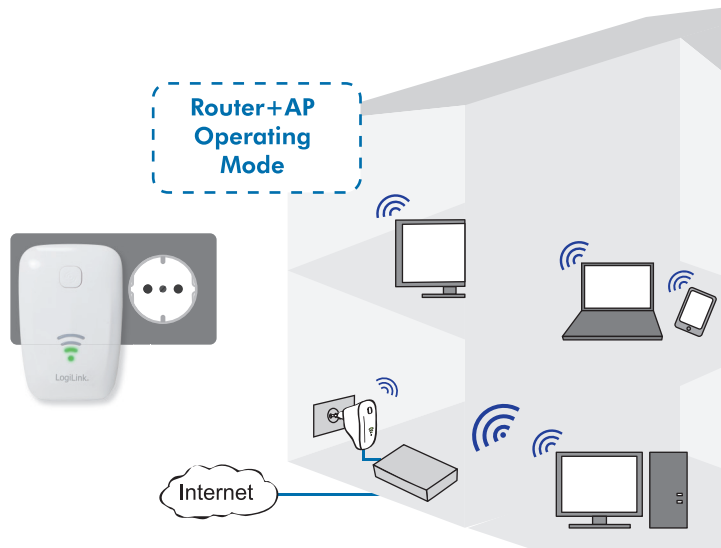 Router+AP
Operating
Mode
LogiLink.
Internet